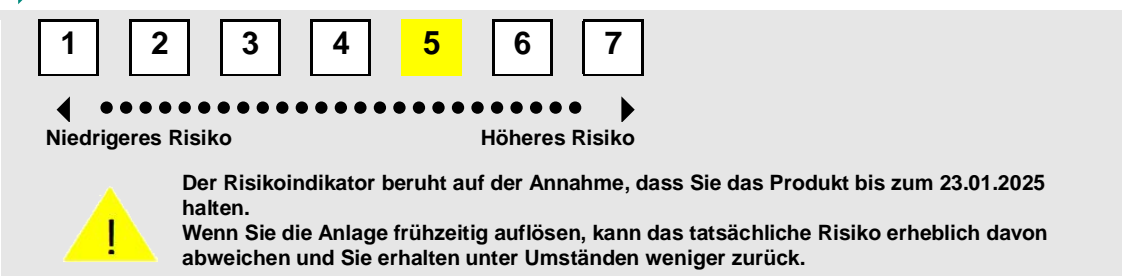 1 2 3 4 5 6 7
Niedrigeres Risiko Höheres Risiko
Der Risikoindikator beruht auf der Annahme, dass Sie das Produkt bis zum 23.01.2025
halten.
Wenn Sie die Anlage frühzeitig auflösen, kann das tatsächliche Risiko erheblich davon
abweichen und Sie erhalten unter Umständen weniger zurück.
!